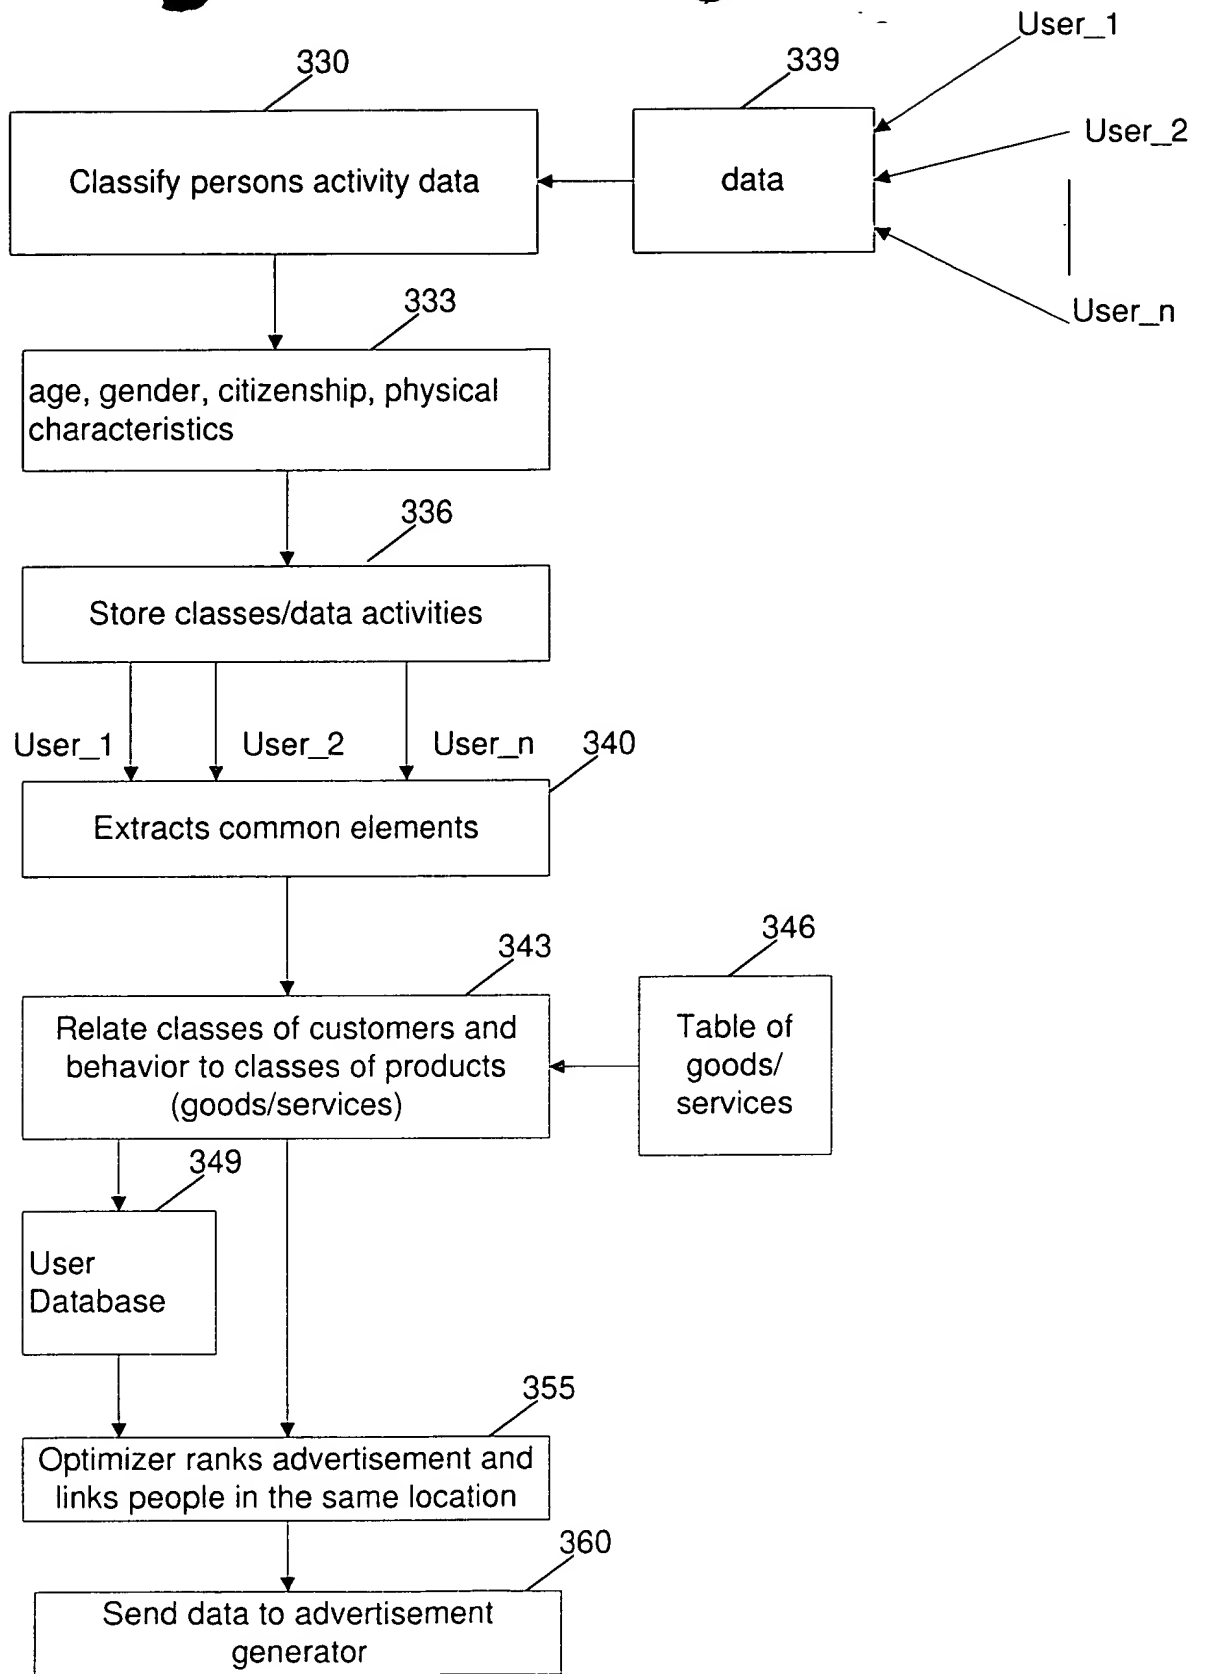 User_1
330
339
User_2
Classify persons activity data
data
User_n
333
age, gender, citizenship, physical
characteristics
336
Store classes/data activities
User_1
User_2
User_n
340
Extracts common elements
346
343
Relate classes of customers and
behavior to classes of products
(goods/services)
Table of
goods/
services
349
User
Database
355
Optimizer ranks advertisement and
links people in the same location
360
Send data to advertisement
generator